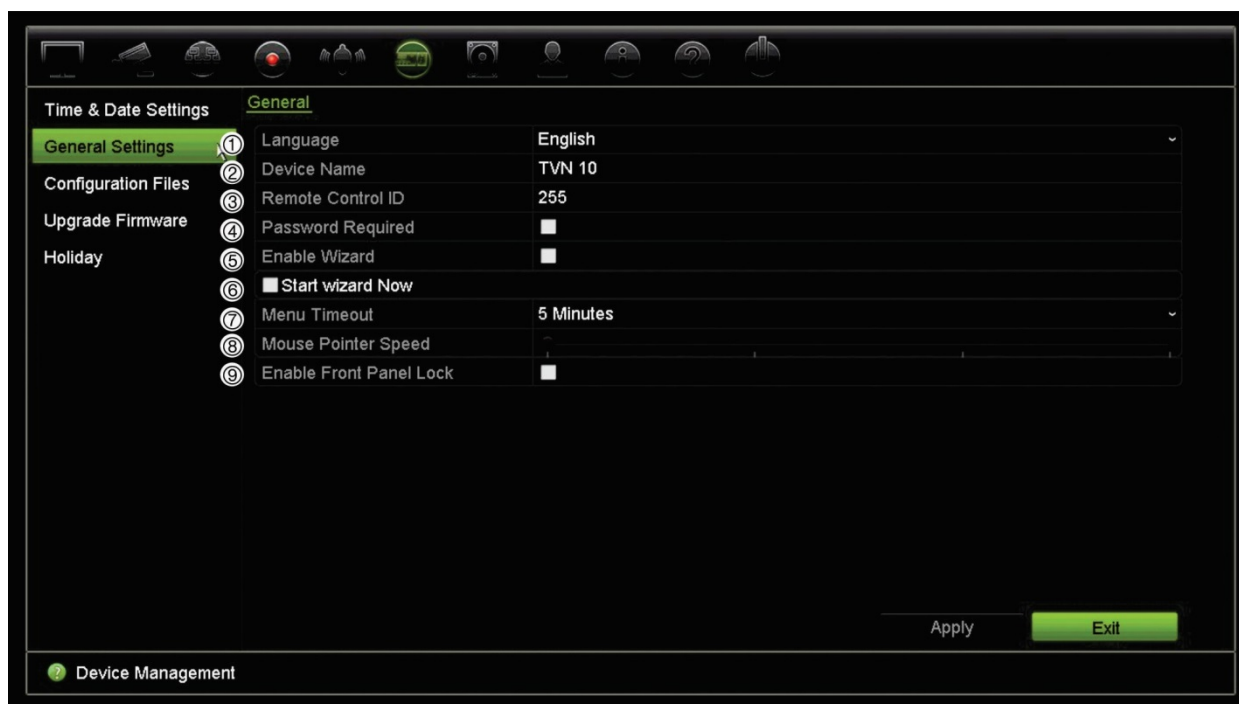 Time & Date Settings
General Settings
Configuration Files
Upgrade Firmware
Holiday
General
① Language English
② Device Name TVN 10
③ Remote Control ID 255
④ Password Required
⑤ Enable Wizard
⑥ Start wizard Now
⑦ Menu Timeout 5 Minutes
⑧ Mouse Pointer Speed
⑨ Enable Front Panel Lock
Apply Exit
Device Management